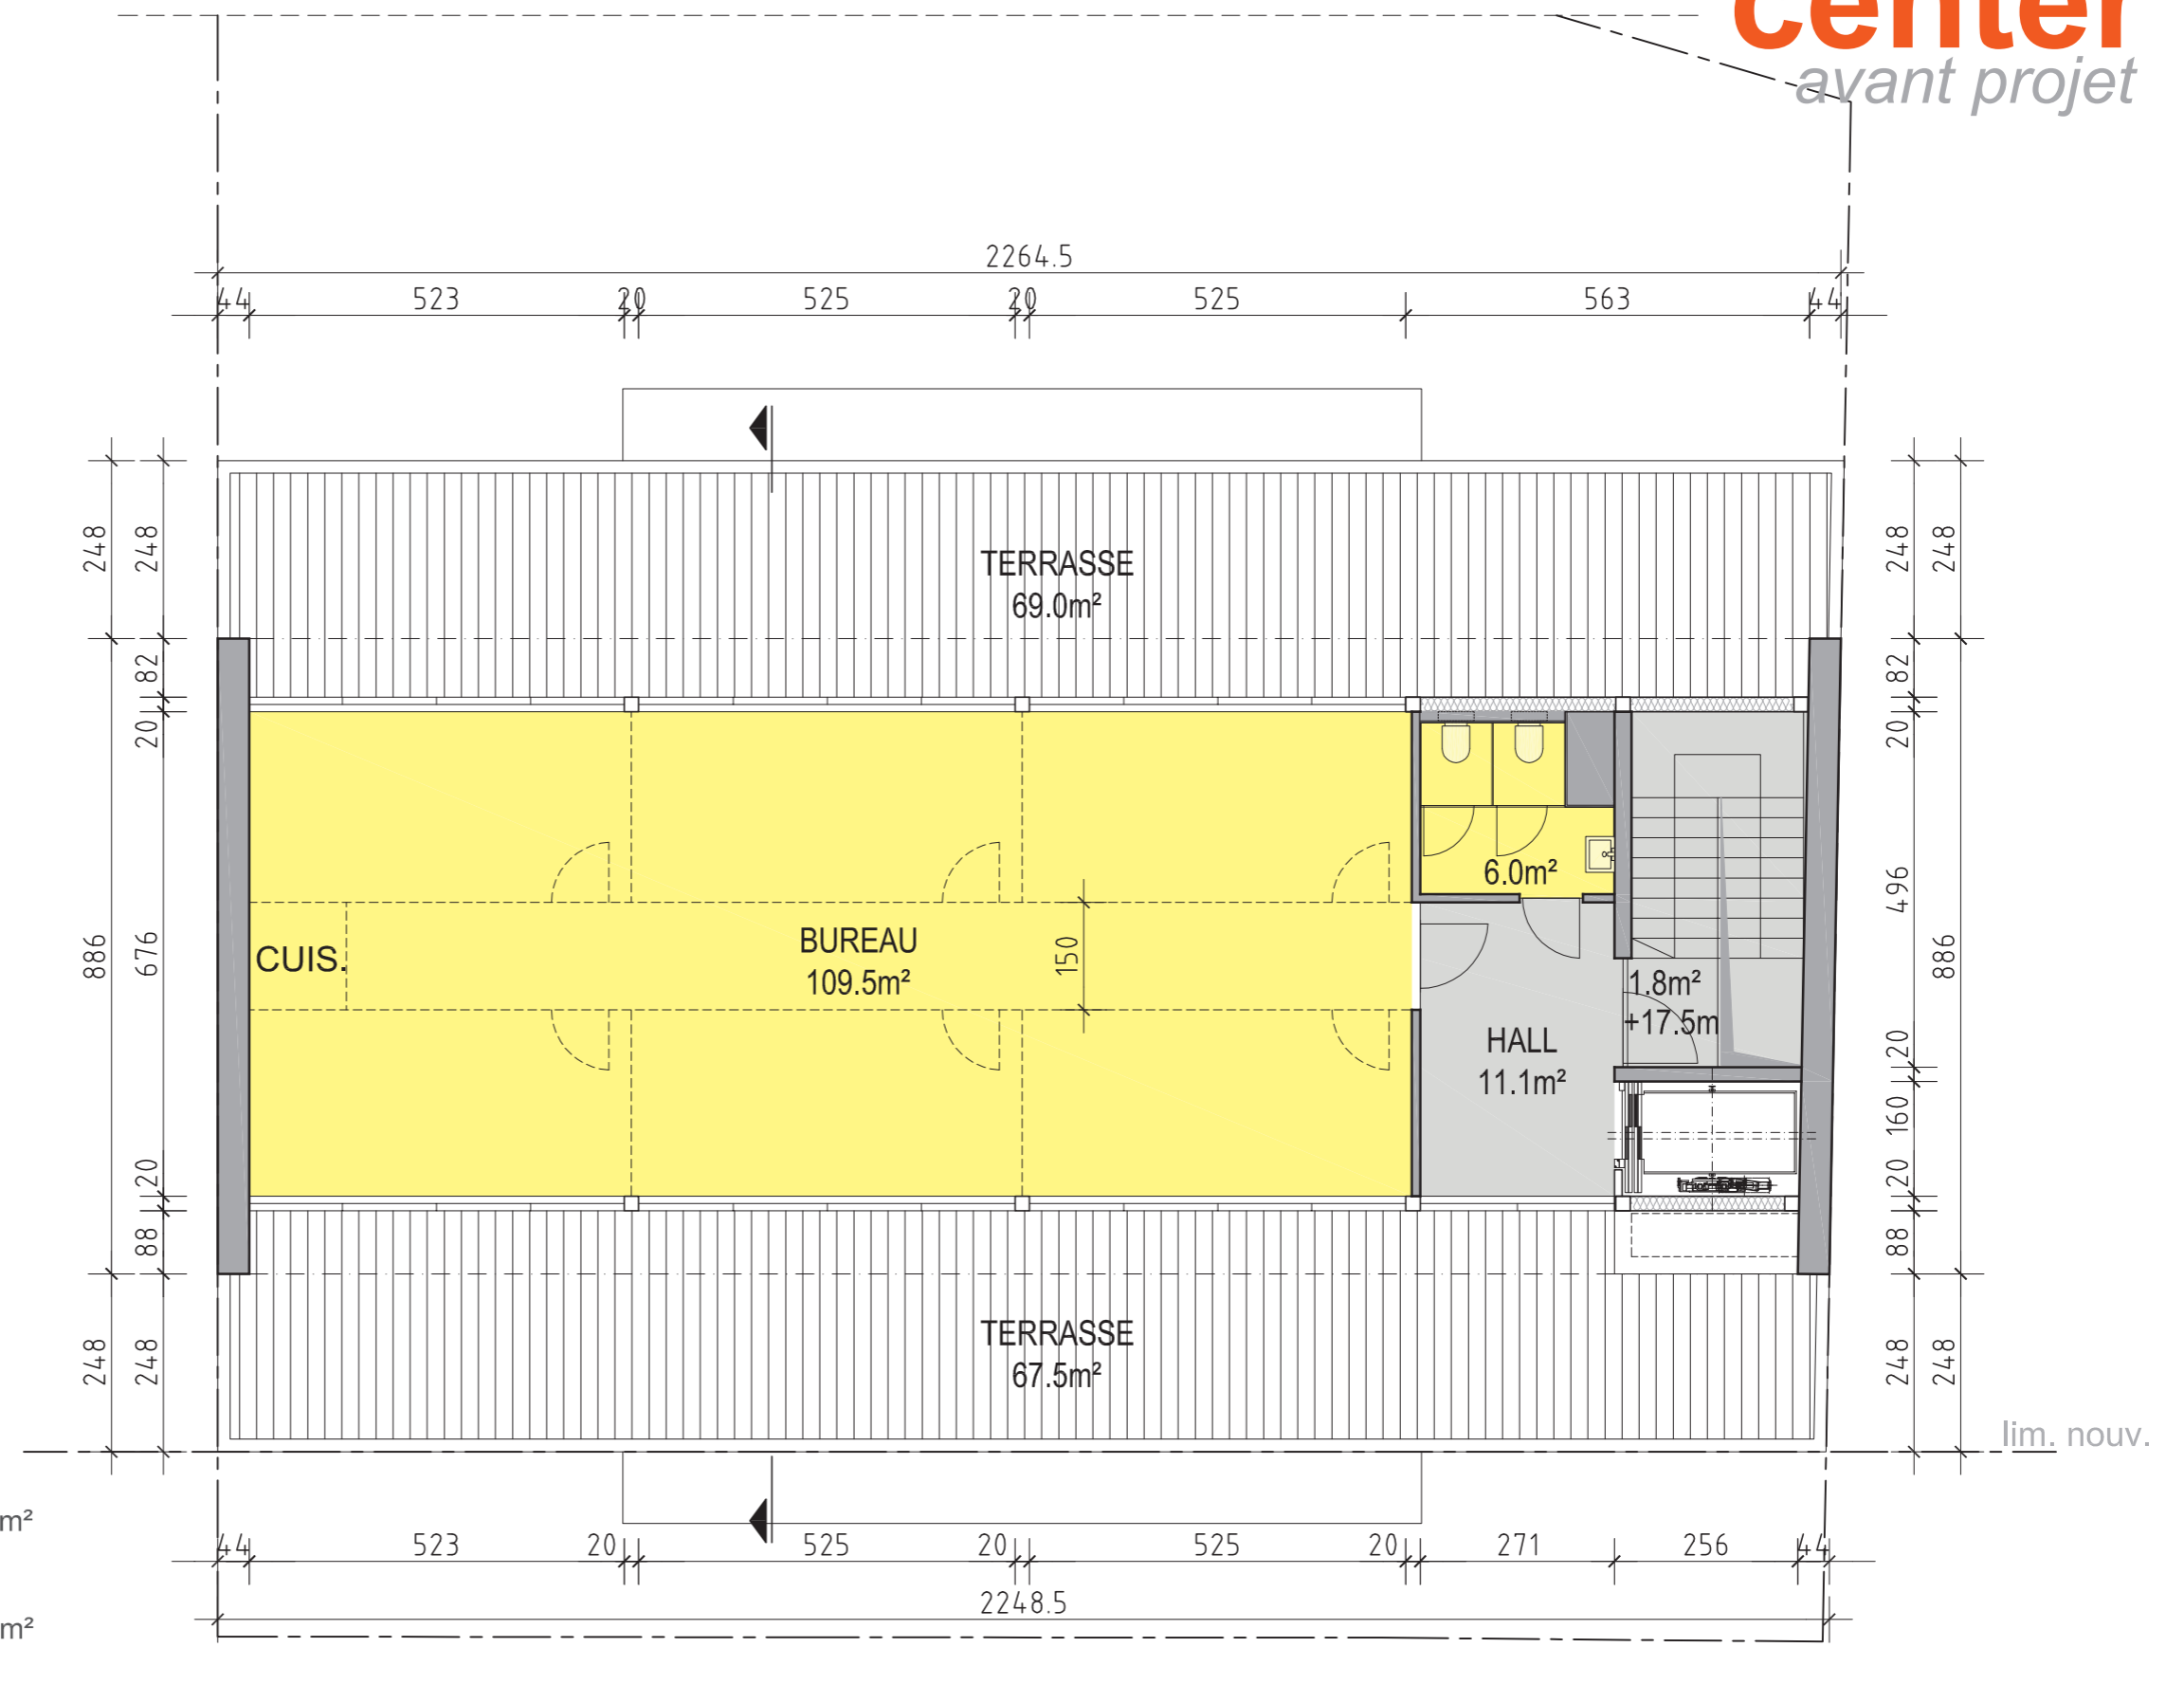 center
avant projet
2264.5
44 523 20 525 20 525 563 44
248 248 248 248
TERRASSE
69.0m²
82 82
20 20
886 676 496 886
6.0m²
CUIS.
BUREAU
109.5m²
150
1.8m²
+17.5m
HALL
11.1m²
20
160
20 20
88 88
TERRASSE
67.5m²
248 248 248 248
lim. nouv.
m²
44 523 20 525 20 525 20 271 256 44
2248.5
m²